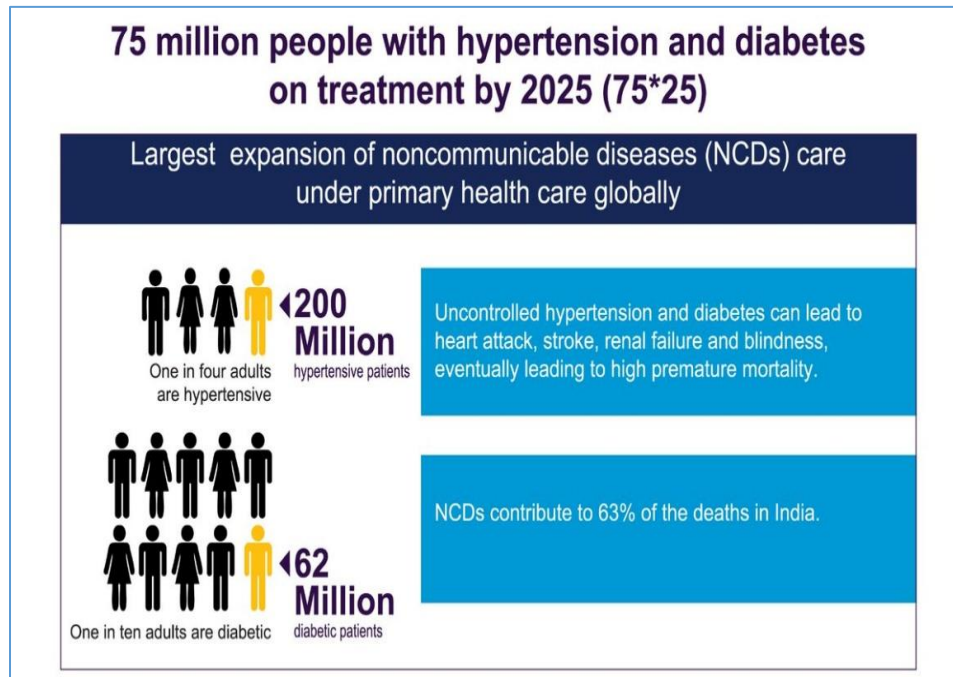 75 million people with hypertension and diabetes
on treatment by 2025 (75*25)
Largest expansion of noncommunicable diseases (NCDs) care
under primary health care globally
200
Million
hypertensive patients
One in four adults
are hypertensive
Uncontrolled hypertension and diabetes can lead to
heart attack, stroke, renal failure and blindness,
eventually leading to high premature mortality.
62
Million
diabetic patients
One in ten adults are diabetic
NCDs contribute to 63% of the deaths in India.